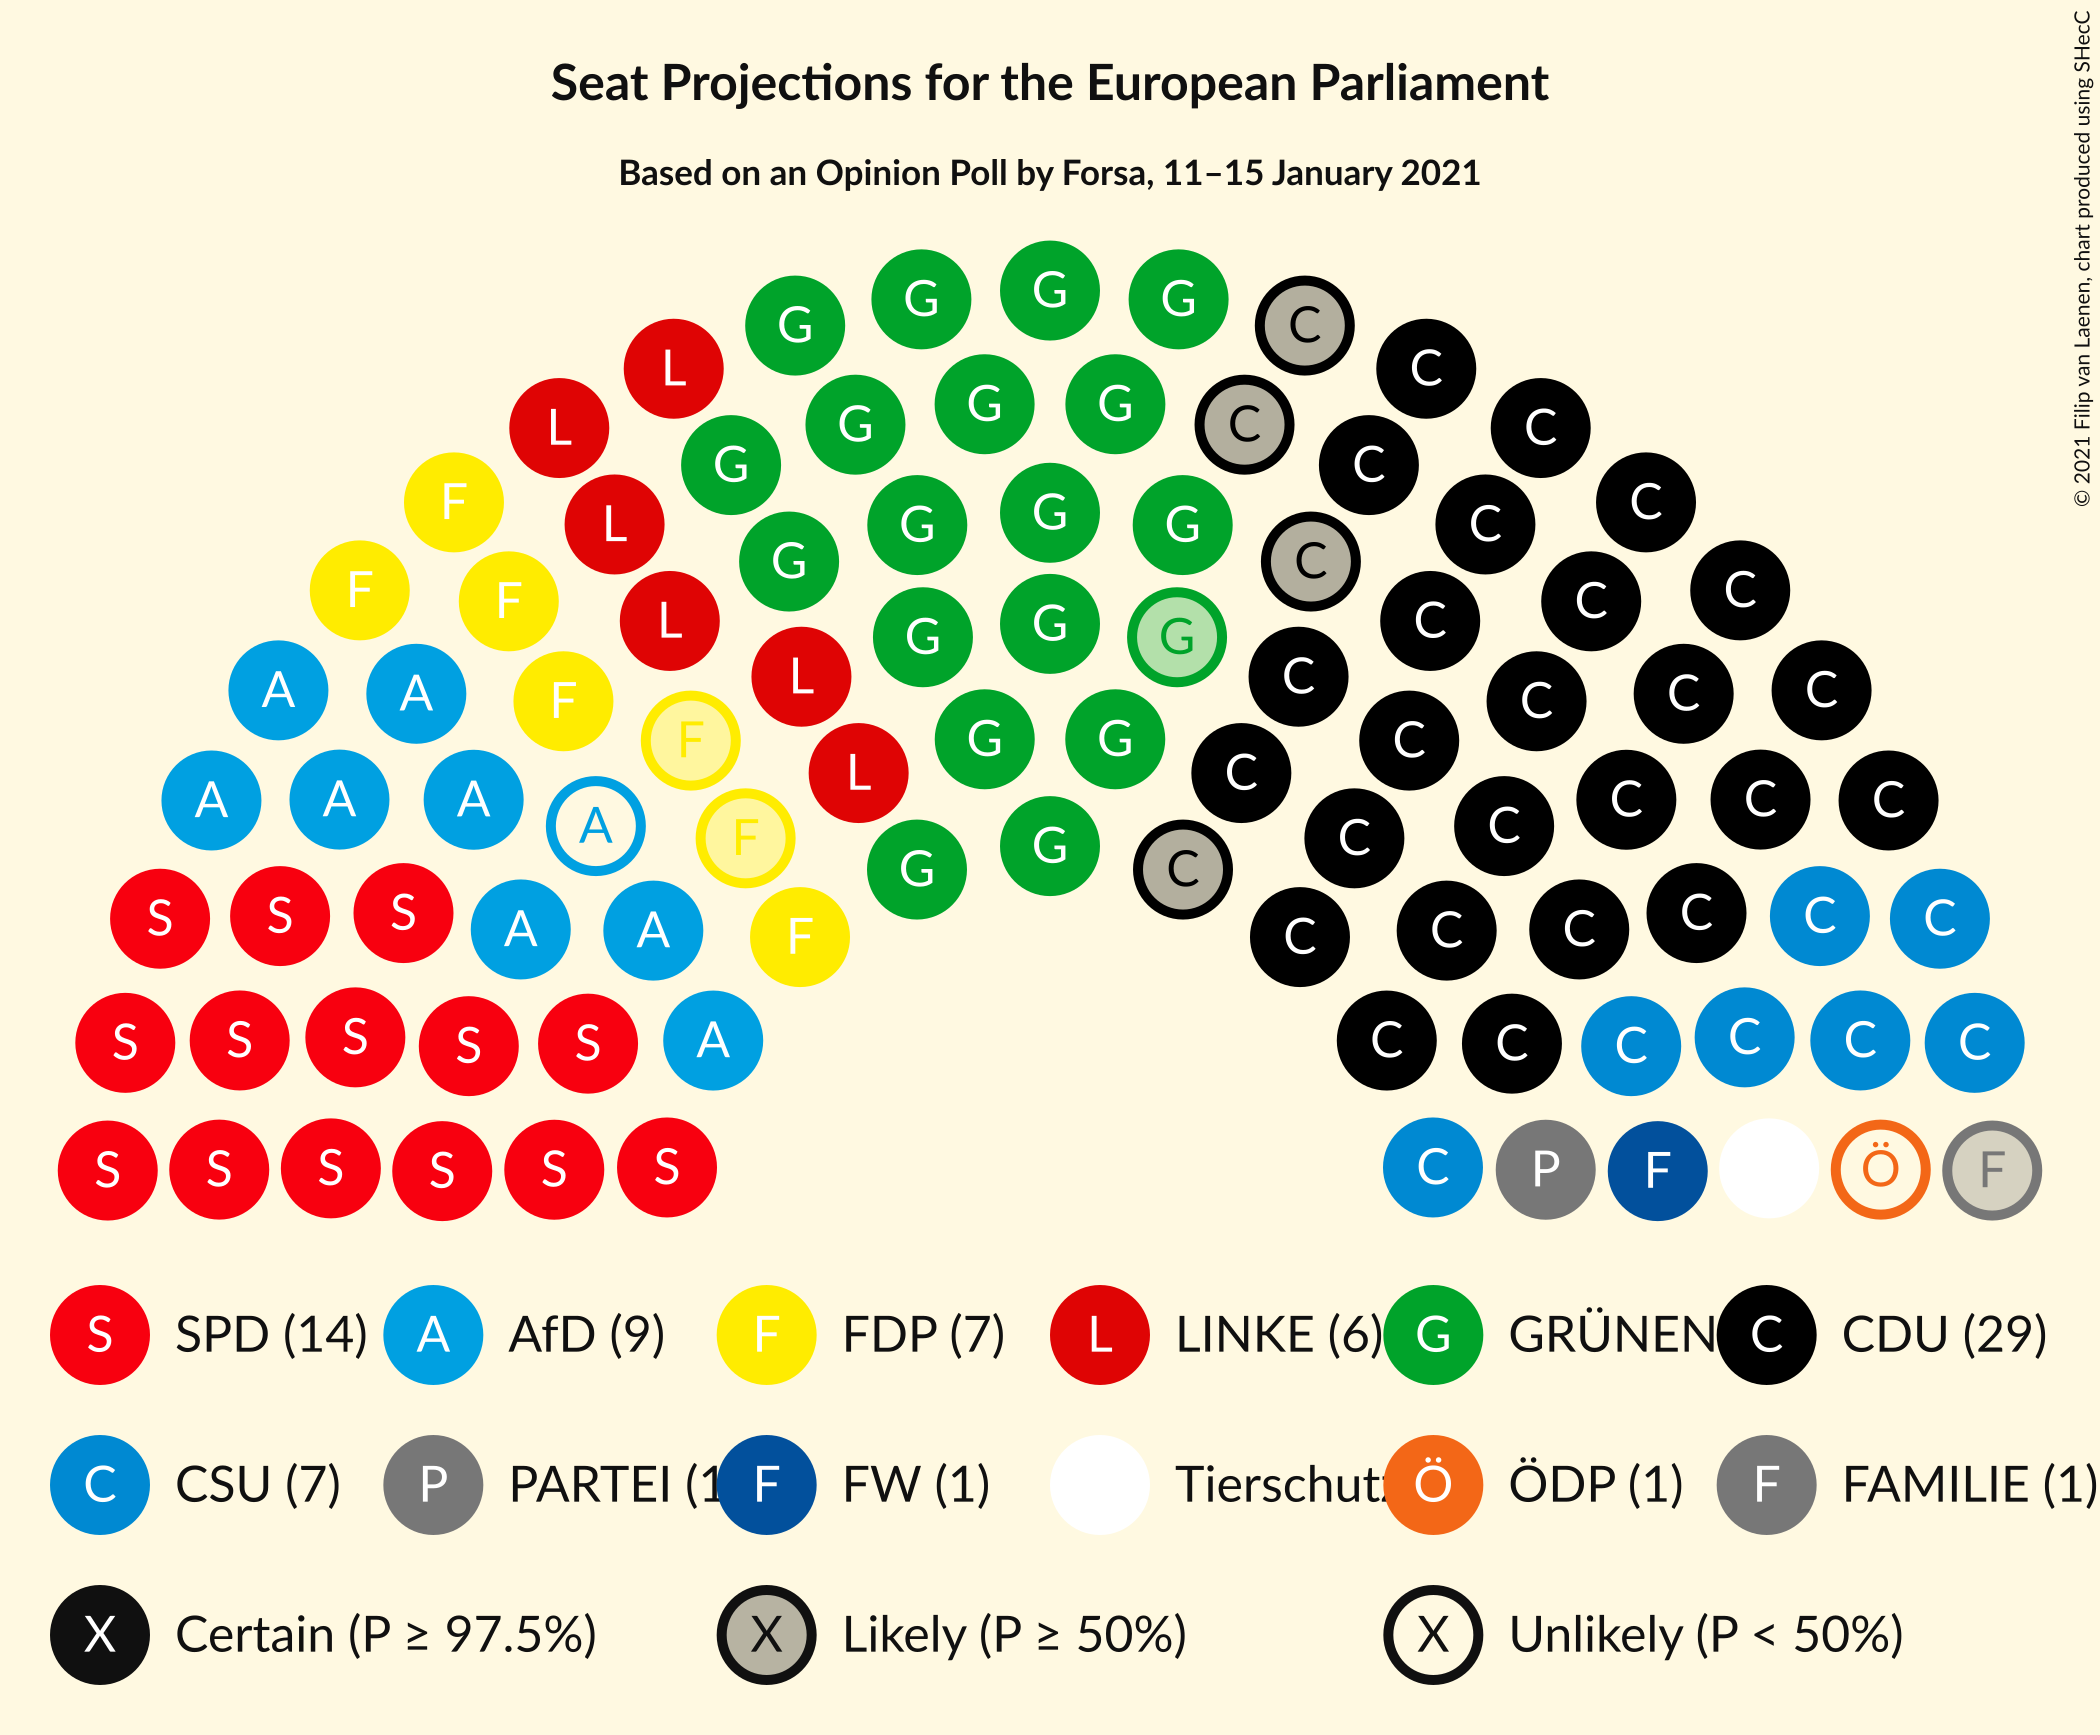 Seat Projections for the European Parliament
Based on an Opinion Poll by Forsa, 11–15 January 2021
© 2021 Filip van Laenen, chart produced using SHecC
G G G G C
L C
L G G G C C
G C
F L G G G C C
G C
F F L G G G C C C
A A F L C C C C
F G G C
A A A L C C C C
A F G C C
S S S A A F G C C C C C C C
S S S S S A C C C C C C
S S S S S S C P F Ö F
S SPD (14) A AfD (9) F FDP (7) L LINKE (6) G GRÜNEN C CDU (29)
C CSU (7) P PARTEI (1 F FW (1) Tierschutz Ö ÖDP (1) F FAMILIE (1)
X Certain (P ≥ 97.5%) X Likely (P ≥ 50%) X Unlikely (P < 50%)